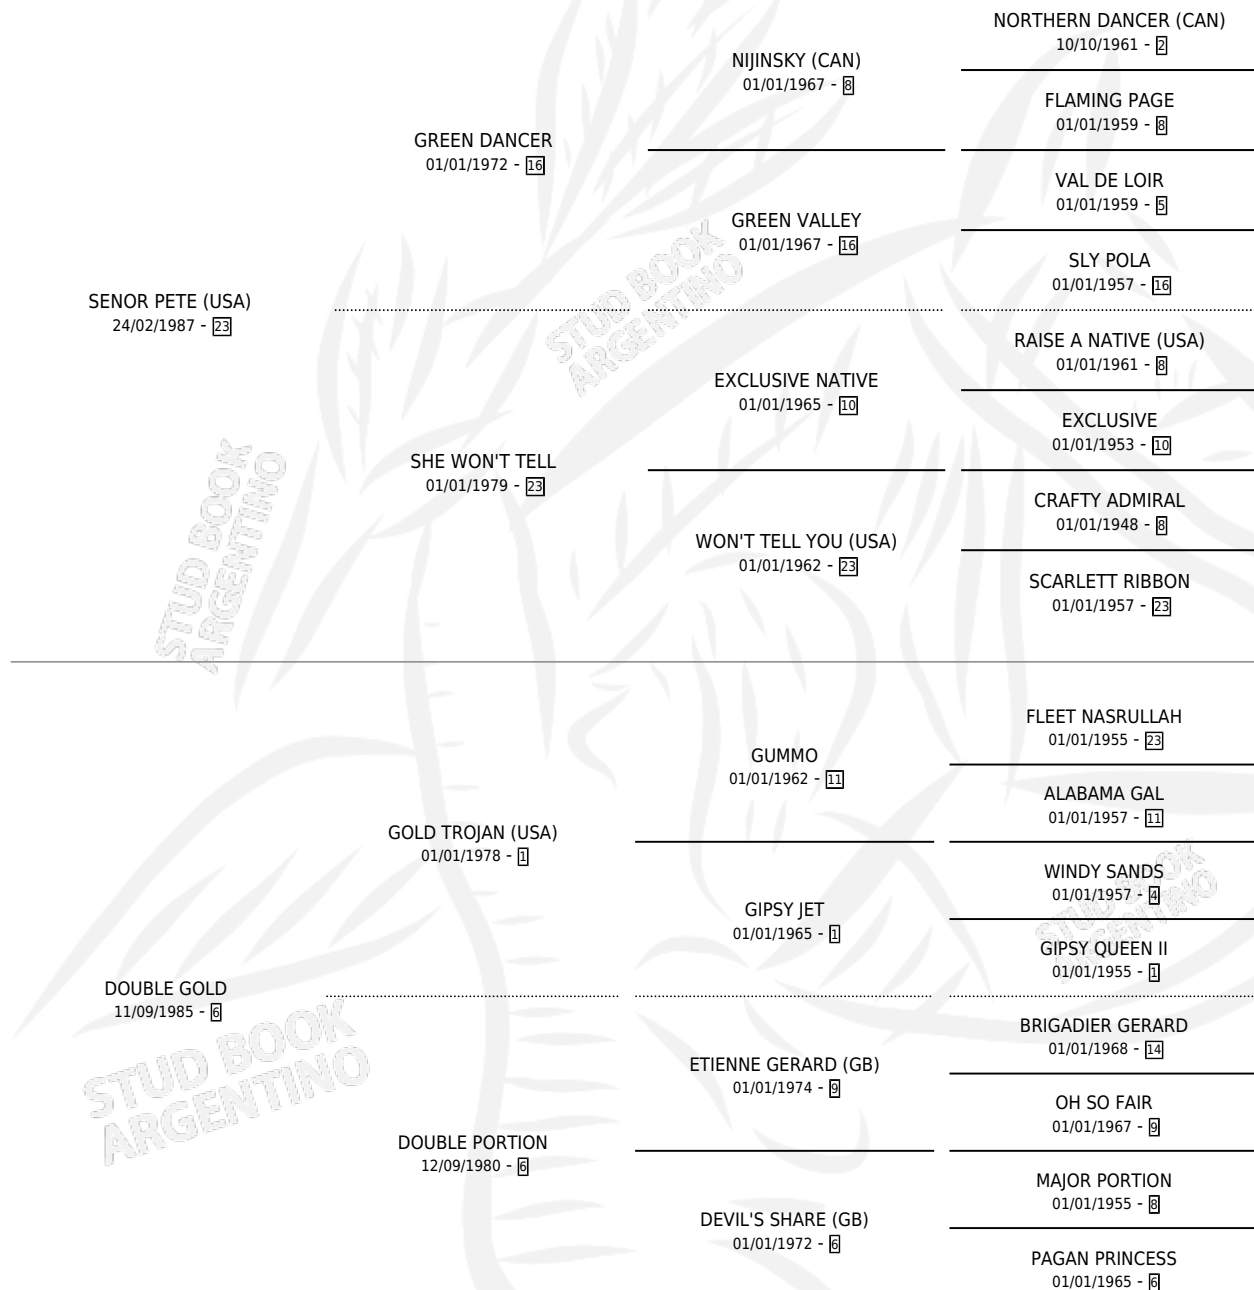 NORTHERN DANCER (CAN)
10/10/1961 - 2
NIJINSKY (CAN)
01/01/1967 - 8
FLAMING PAGE
01/01/1959 - 8
GREEN DANCER
01/01/1972 - 16
VAL DE LOIR
01/01/1959 - 5
GREEN VALLEY
01/01/1967 - 16
SLY POLA
01/01/1957 - 16
SENOR PETE (USA)
24/02/1987 - 23
RAISE A NATIVE (USA)
01/01/1961 - 8
EXCLUSIVE NATIVE
01/01/1965 - 10
EXCLUSIVE
01/01/1953 - 10
SHE WON'T TELL
01/01/1979 - 23
CRAFTY ADMIRAL
01/01/1948 - 8
WON'T TELL YOU (USA)
01/01/1962 - 23
SCARLETT RIBBON
01/01/1957 - 23
FLEET NASRULLAH
01/01/1955 - 23
GUMMO
01/01/1962 - 11
ALABAMA GAL
01/01/1957 - 11
GOLD TROJAN (USA)
01/01/1978 - 1
WINDY SANDS
01/01/1957 - 4
GIPSY JET
01/01/1965 - 1
GIPSY QUEEN II
01/01/1955 - 1
DOUBLE GOLD
11/09/1985 - 6
BRIGADIER GERARD
01/01/1968 - 14
ETIENNE GERARD (GB)
01/01/1974 - 9
OH SO FAIR
01/01/1967 - 9
DOUBLE PORTION
12/09/1980 - 6
MAJOR PORTION
01/01/1955 - 8
DEVIL'S SHARE (GB)
01/01/1972 - 6
PAGAN PRINCESS
01/01/1965 - 6
STUD BOOK
ARGENTINO
STUD BOOK
ARGENTINO
STUD BOOK
ARGENTINO
STUD BOOK
ARGENTINO